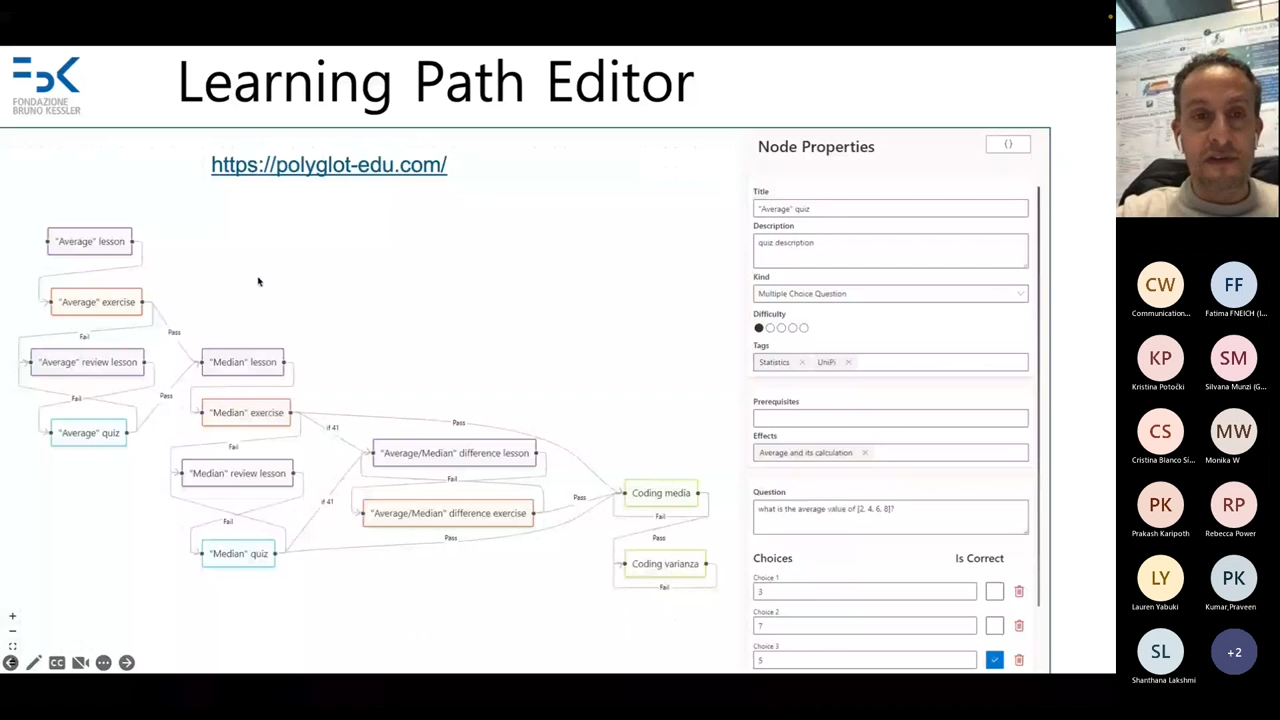 FONDAZIONE
BRUNO KESSLER
Learning Path Editor
https://polyglot-edu.com/
"Average" lesson
"Average" exercise
Pass
Fail
"Average" review lesson
"Median" lesson
Pass
Fail
"Median" exercise
"Average" quiz
if 41
Pass
Fail
"Average/Median" difference lesson
"Median" review lesson
Fail
Coding media
if 41
Pass
"Average/Median" difference exercise
Fail
Fail
Pass
Pass
"Median" quiz
Coding varianza
Fail
Node Properties
{}
Title
"Average" quiz
Description
quiz description
Kind
Multiple Choice Question
Difficulty
Tags
Statistics
UniPi
Prerequisites
Effects
Average and its calculation
Question
what is the average value of [2, 4, 6, 8]?
Choices
Is Correct
Choice 1
3
Choice 2
7
Choice 3
5
CC
CW
Communication...
FF
Fatima FNEICH (I...
KP
Kristina Potočki
SM
Silvana Munzi (G...
CS
Cristina Blanco Sí...
MW
Monika W
PK
Prakash Karipoth
RP
Rebecca Power
LY
Lauren Yabuki
PK
Kumar,Praveen
SL
Shanthana Lakshmi
+2